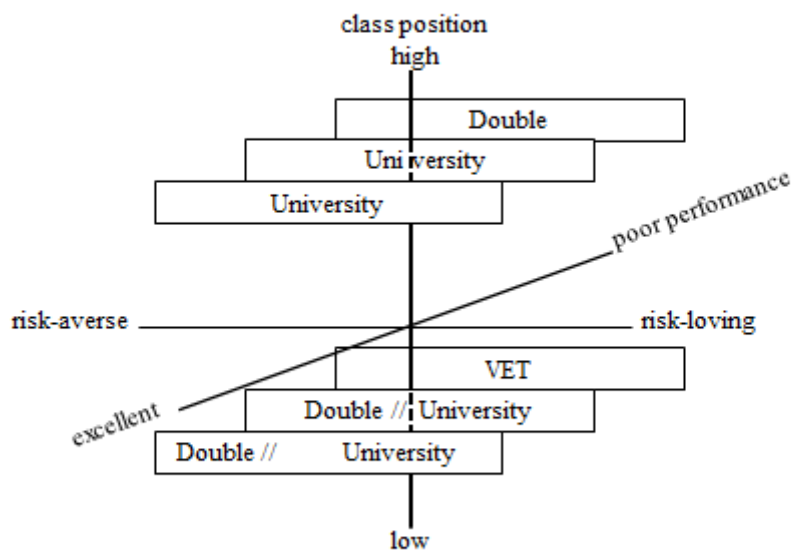 class position
high
Double
University
University
poor performance
risk-averse
risk-loving
VET
excellent
Double // University
Double // University
low